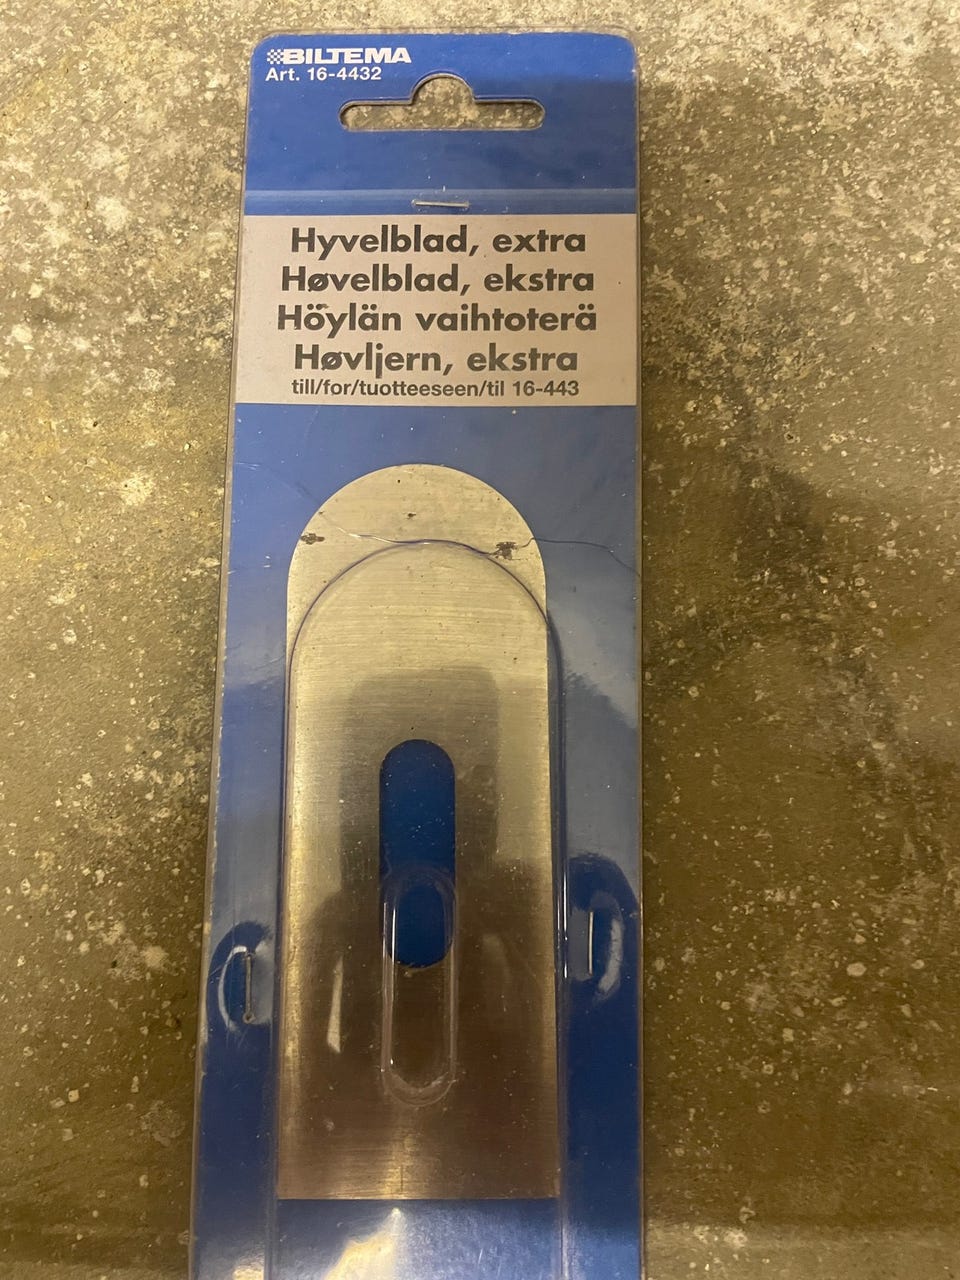 BILTEMA
Art. 16-4432
Hyvelblad, extra
Høvelblad, ekstra
Höylän vaihtoterä
Høvljern, ekstra
till/for/tuotteeseen/til 16-443